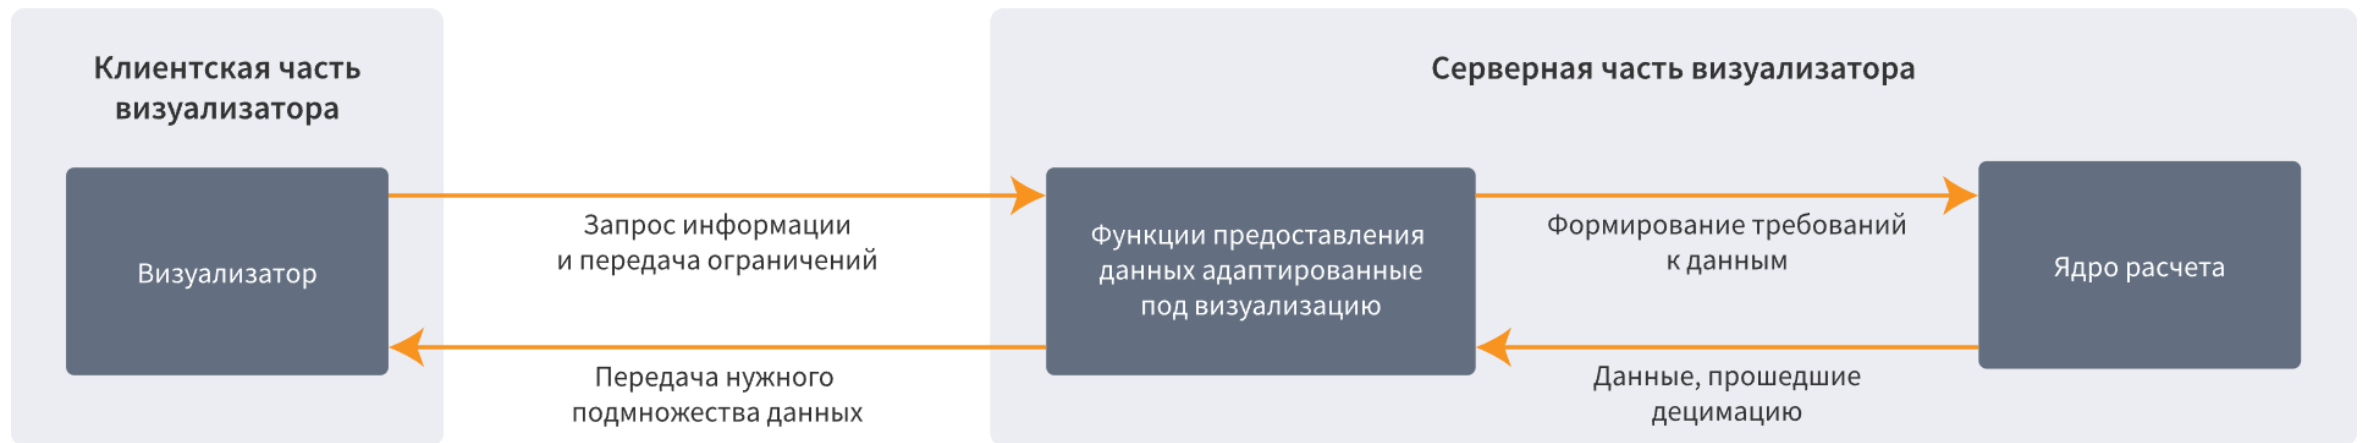 Клиентская часть
визуализатора
Серверная часть визуализатора
Визуализатор
Запрос информации
и передача ограничений
Функции предоставления
данных адаптированные
под визуализацию
Формирование требований
к данным
Ядро расчета
Передача нужного
подмножества данных
Данные, прошедшие
децимацию